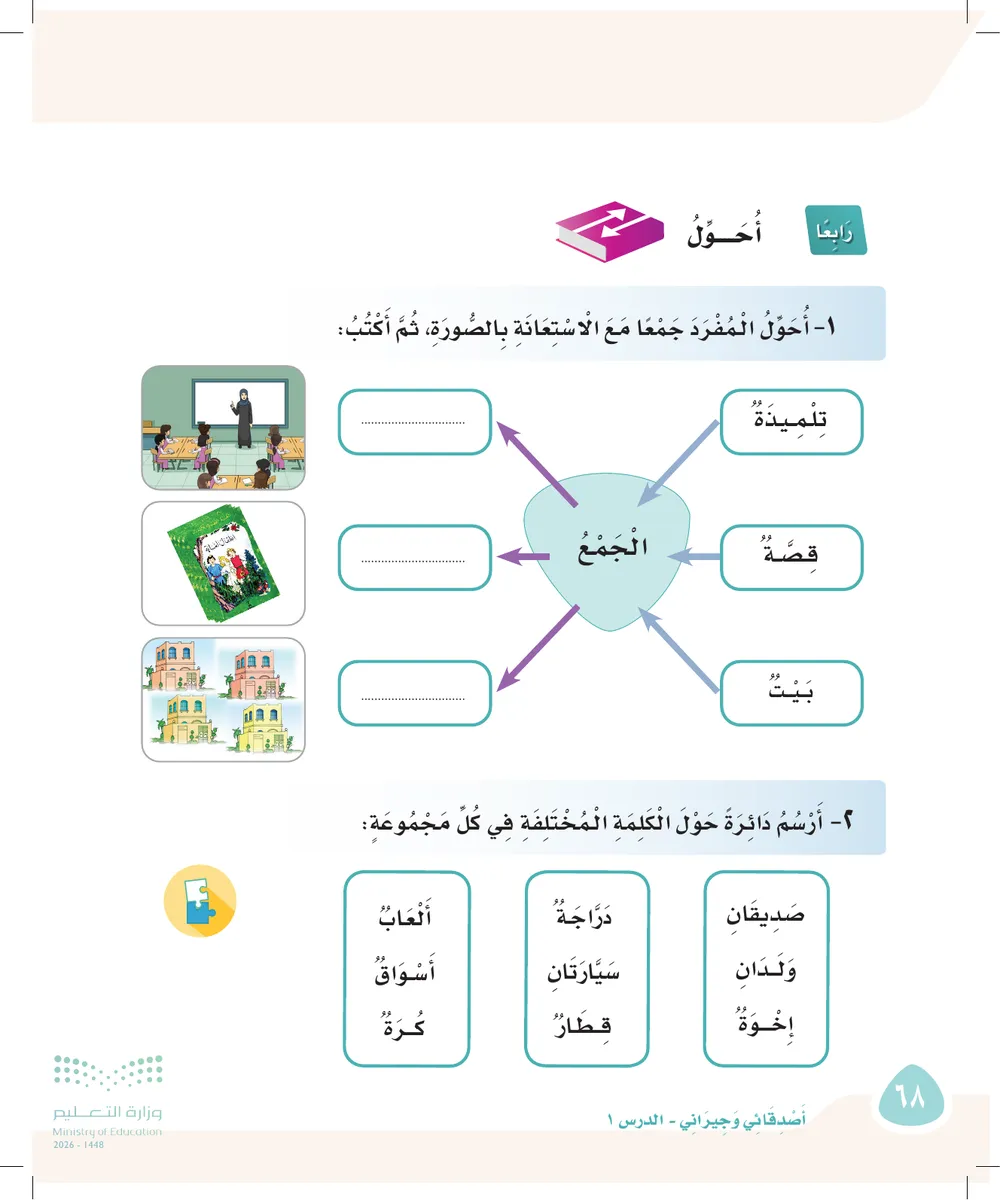 رَابِعًا
أُحَــوِّلُ
١- أُحَوِّلُ الْمُفْرَدَ جَمْعًا مَعَ الْاسْتِعَانَةِ بِالصُّورَةِ، ثُمَّ أَكْتُبُ:
تِلْمِيذَةٌ
..........................
قِصَّةٌ
الْجَمْعُ
..........................
بَيْتٌ
..........................
٢- أَرْسُمُ دَائِرَةً حَوْلَ الْكَلِمَةِ الْمُخْتَلِفَةِ فِي كُلِّ مَجْمُوعَةٍ:
صَدِيقَانِ
وَلَدَانِ
إِخْوَةٌ
دَرَّاجَةٌ
سَيَّارَتَانِ
قِطَارٌ
أَلْعَابٌ
أَسْوَاقٌ
كُرَةٌ
٦٨
أَصْدِقَائِي وَجِيرَانِي - الدرس ١
وزارة التعـليم
Ministry of Education
2026 - 1448